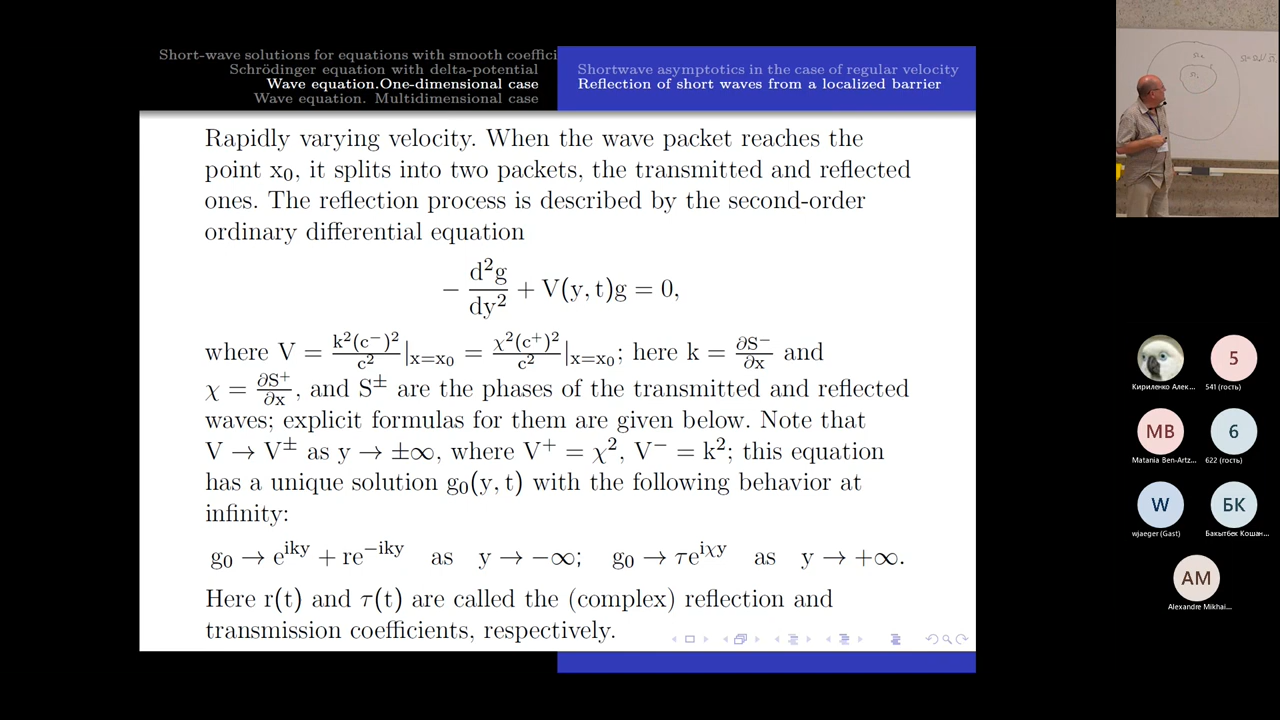 Short-wave solutions for equations with smooth coeffici
Schrödinger equation with delta-potential
Wave equation.One-dimensional case
Wave equation. Multidimensional case
Shortwave asymptotics in the case of regular velocity
Reflection of short waves from a localized barrier
Rapidly varying velocity. When the wave packet reaches the
point x₀, it splits into two packets, the transmitted and reflected
ones. The reflection process is described by the second-order
ordinary differential equation
− d²g/dy² + V(y, t)g = 0,
where V = k²(c⁻)²/c² |x=x₀ = χ²(c⁺)²/c² |x=x₀; here k = ∂S⁻/∂x and
χ = ∂S⁺/∂x, and S± are the phases of the transmitted and reflected
waves; explicit formulas for them are given below. Note that
V → V± as y → ±∞, where V⁺ = χ², V⁻ = k²; this equation
has a unique solution g₀(y, t) with the following behavior at
infinity:
g₀ → e^{iky} + re^{−iky} as y → −∞; g₀ → τe^{iχy} as y → +∞.
Here r(t) and τ(t) are called the (complex) reflection and
transmission coefficients, respectively.
5
Кириленко Алек...
541 (гость)
MB
6
Matania Ben-Artz...
622 (гость)
W
БК
wjaeger (Gast)
Бакытбек Кошан...
AM
Alexandre Mikhai...